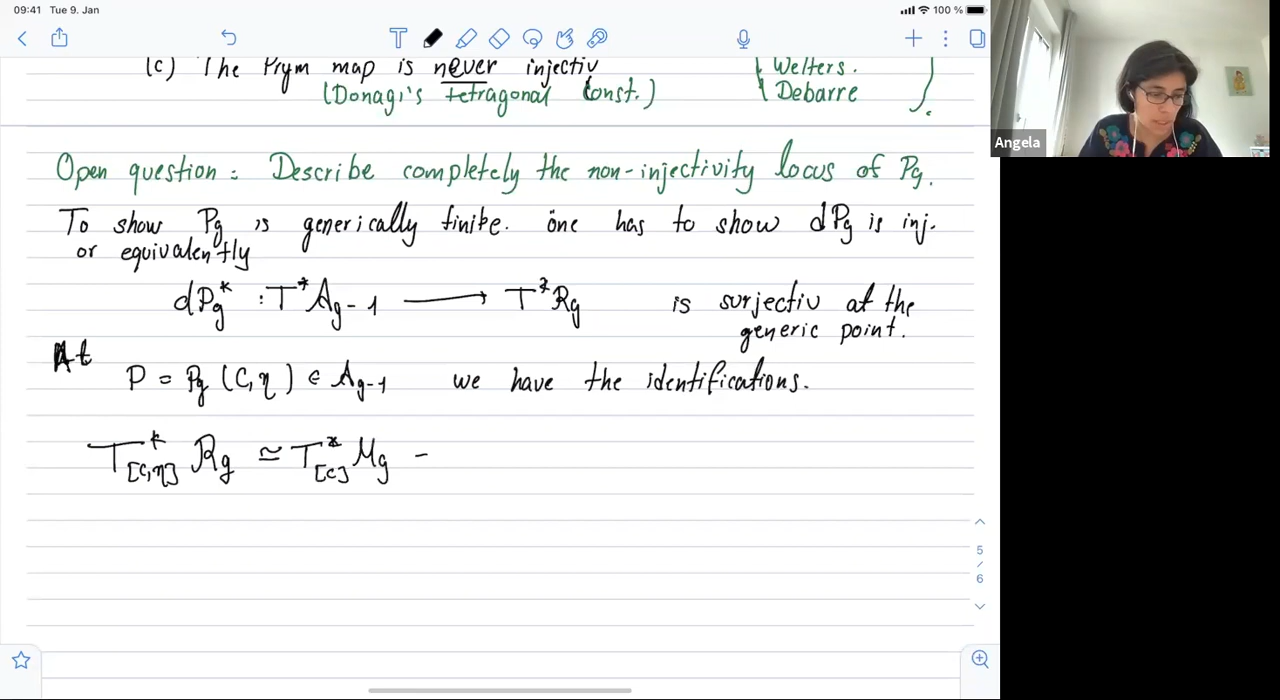 09:41 Tue 9. Jan 100 %
(c) The Prym map is never injectiv
Welters.
(Donagi's tetragonal Const.)
Debarre
Angela
Open question: Describe completely the non-injectivity locus of Pg.
To show Pg is generically finite. one has to show dPg is inj.
or equivalently
dPg* : T*Ag-1 → T*Rg is surjectiv at the
generic point.
At
P = Pg (C,η) ∈ Ag-1 we have the identifications.
T*[C,η] Rg ≃ T*[C] Mg -
5
/
6